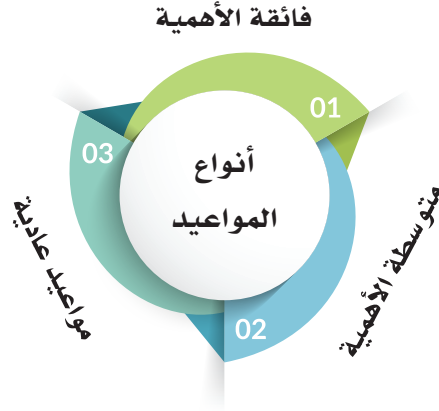 فائقة الأهمية
01
أنواع
المواعيد
03
02
متوسطة الأهمية
مواعيد عادية